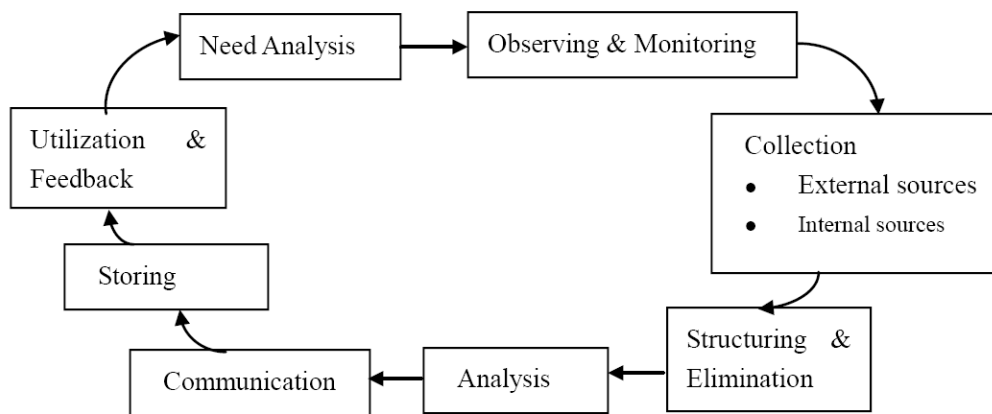 Need Analysis
Observing & Monitoring
Collection
● External sources
● Internal sources
Structuring &
Elimination
Analysis
Communication
Storing
Utilization &
Feedback